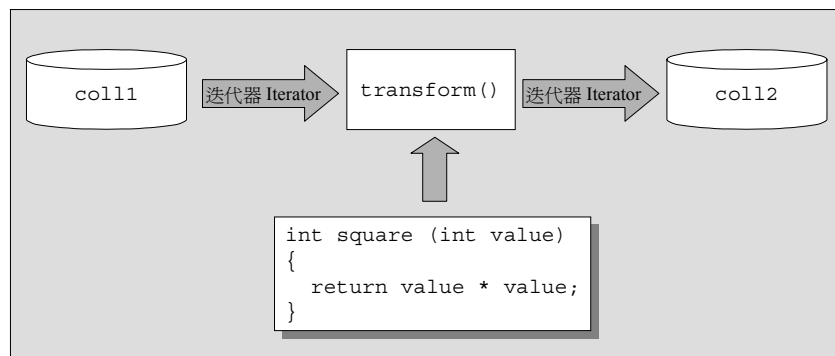 coll1
迭代器 Iterator
transform()
迭代器 Iterator
coll2
int square (int value)
{
  return value * value;
}